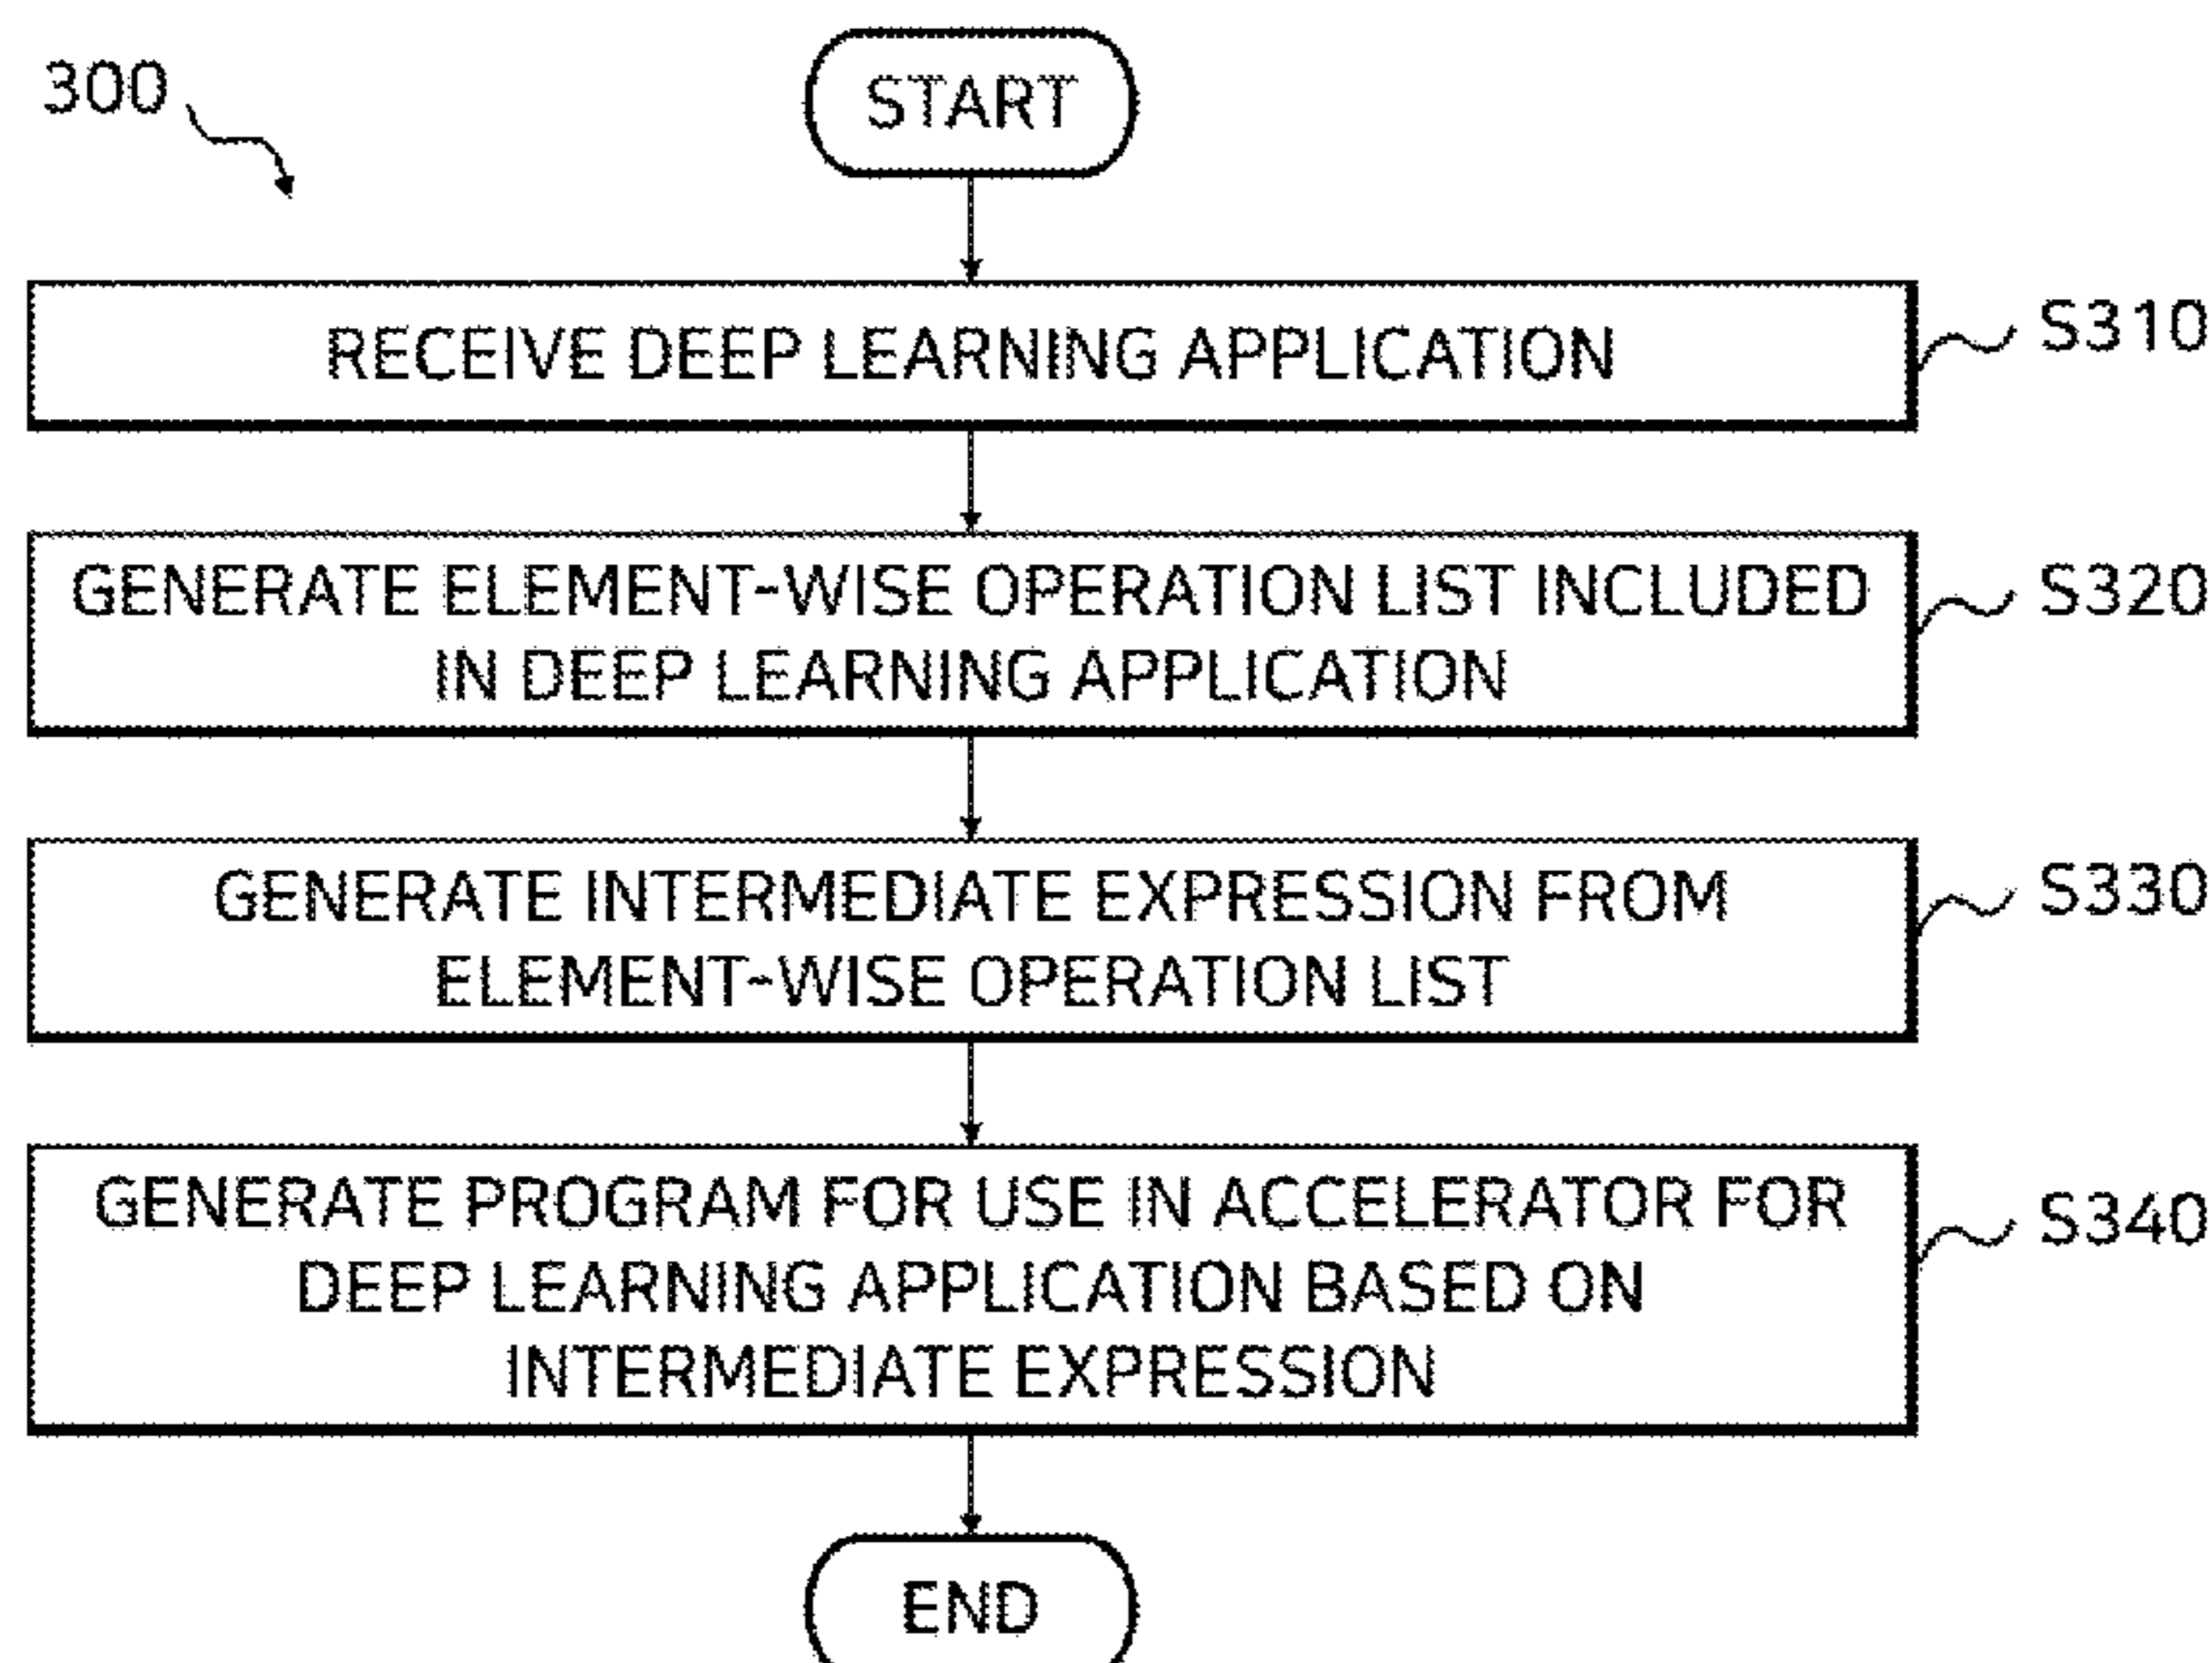 300
START
RECEIVE DEEP LEARNING APPLICATION
S310
GENERATE ELEMENT-WISE OPERATION LIST INCLUDED
IN DEEP LEARNING APPLICATION
S320
GENERATE INTERMEDIATE EXPRESSION FROM
ELEMENT-WISE OPERATION LIST
S330
GENERATE PROGRAM FOR USE IN ACCELERATOR FOR
DEEP LEARNING APPLICATION BASED ON
INTERMEDIATE EXPRESSION
S340
END